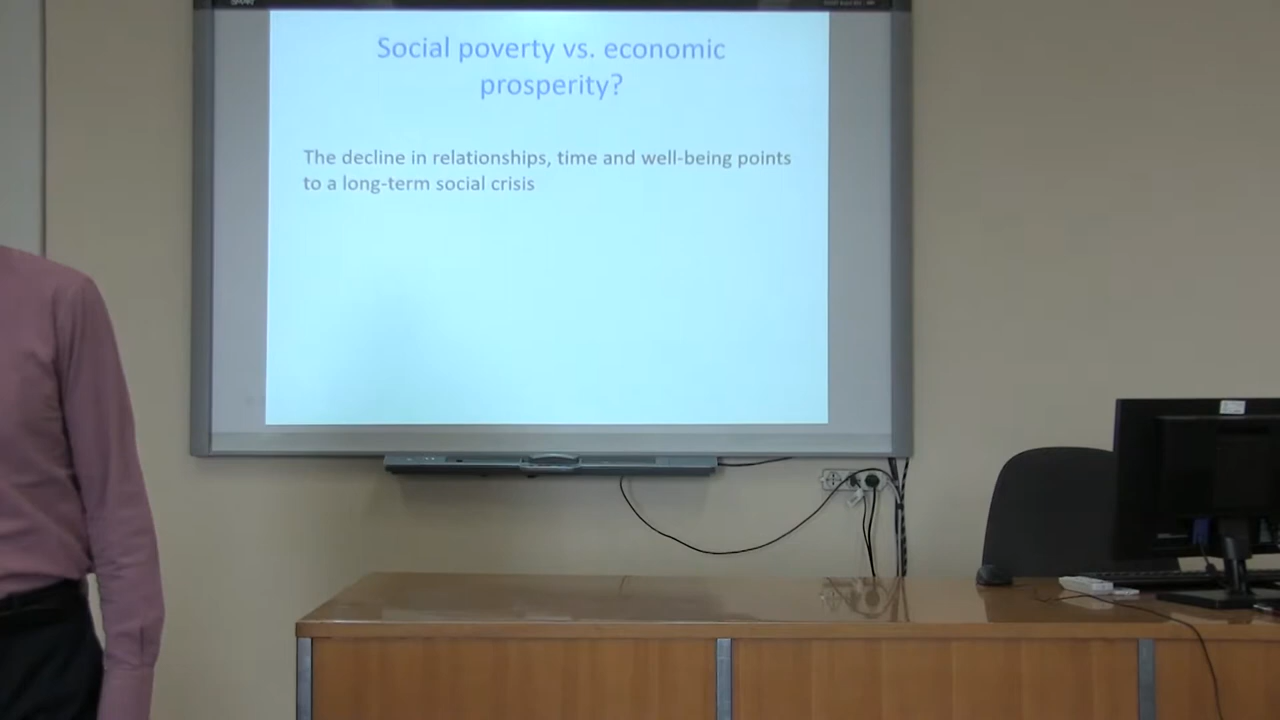 Social poverty vs. economic
prosperity?
The decline in relationships, time and well-being points
to a long-term social crisis